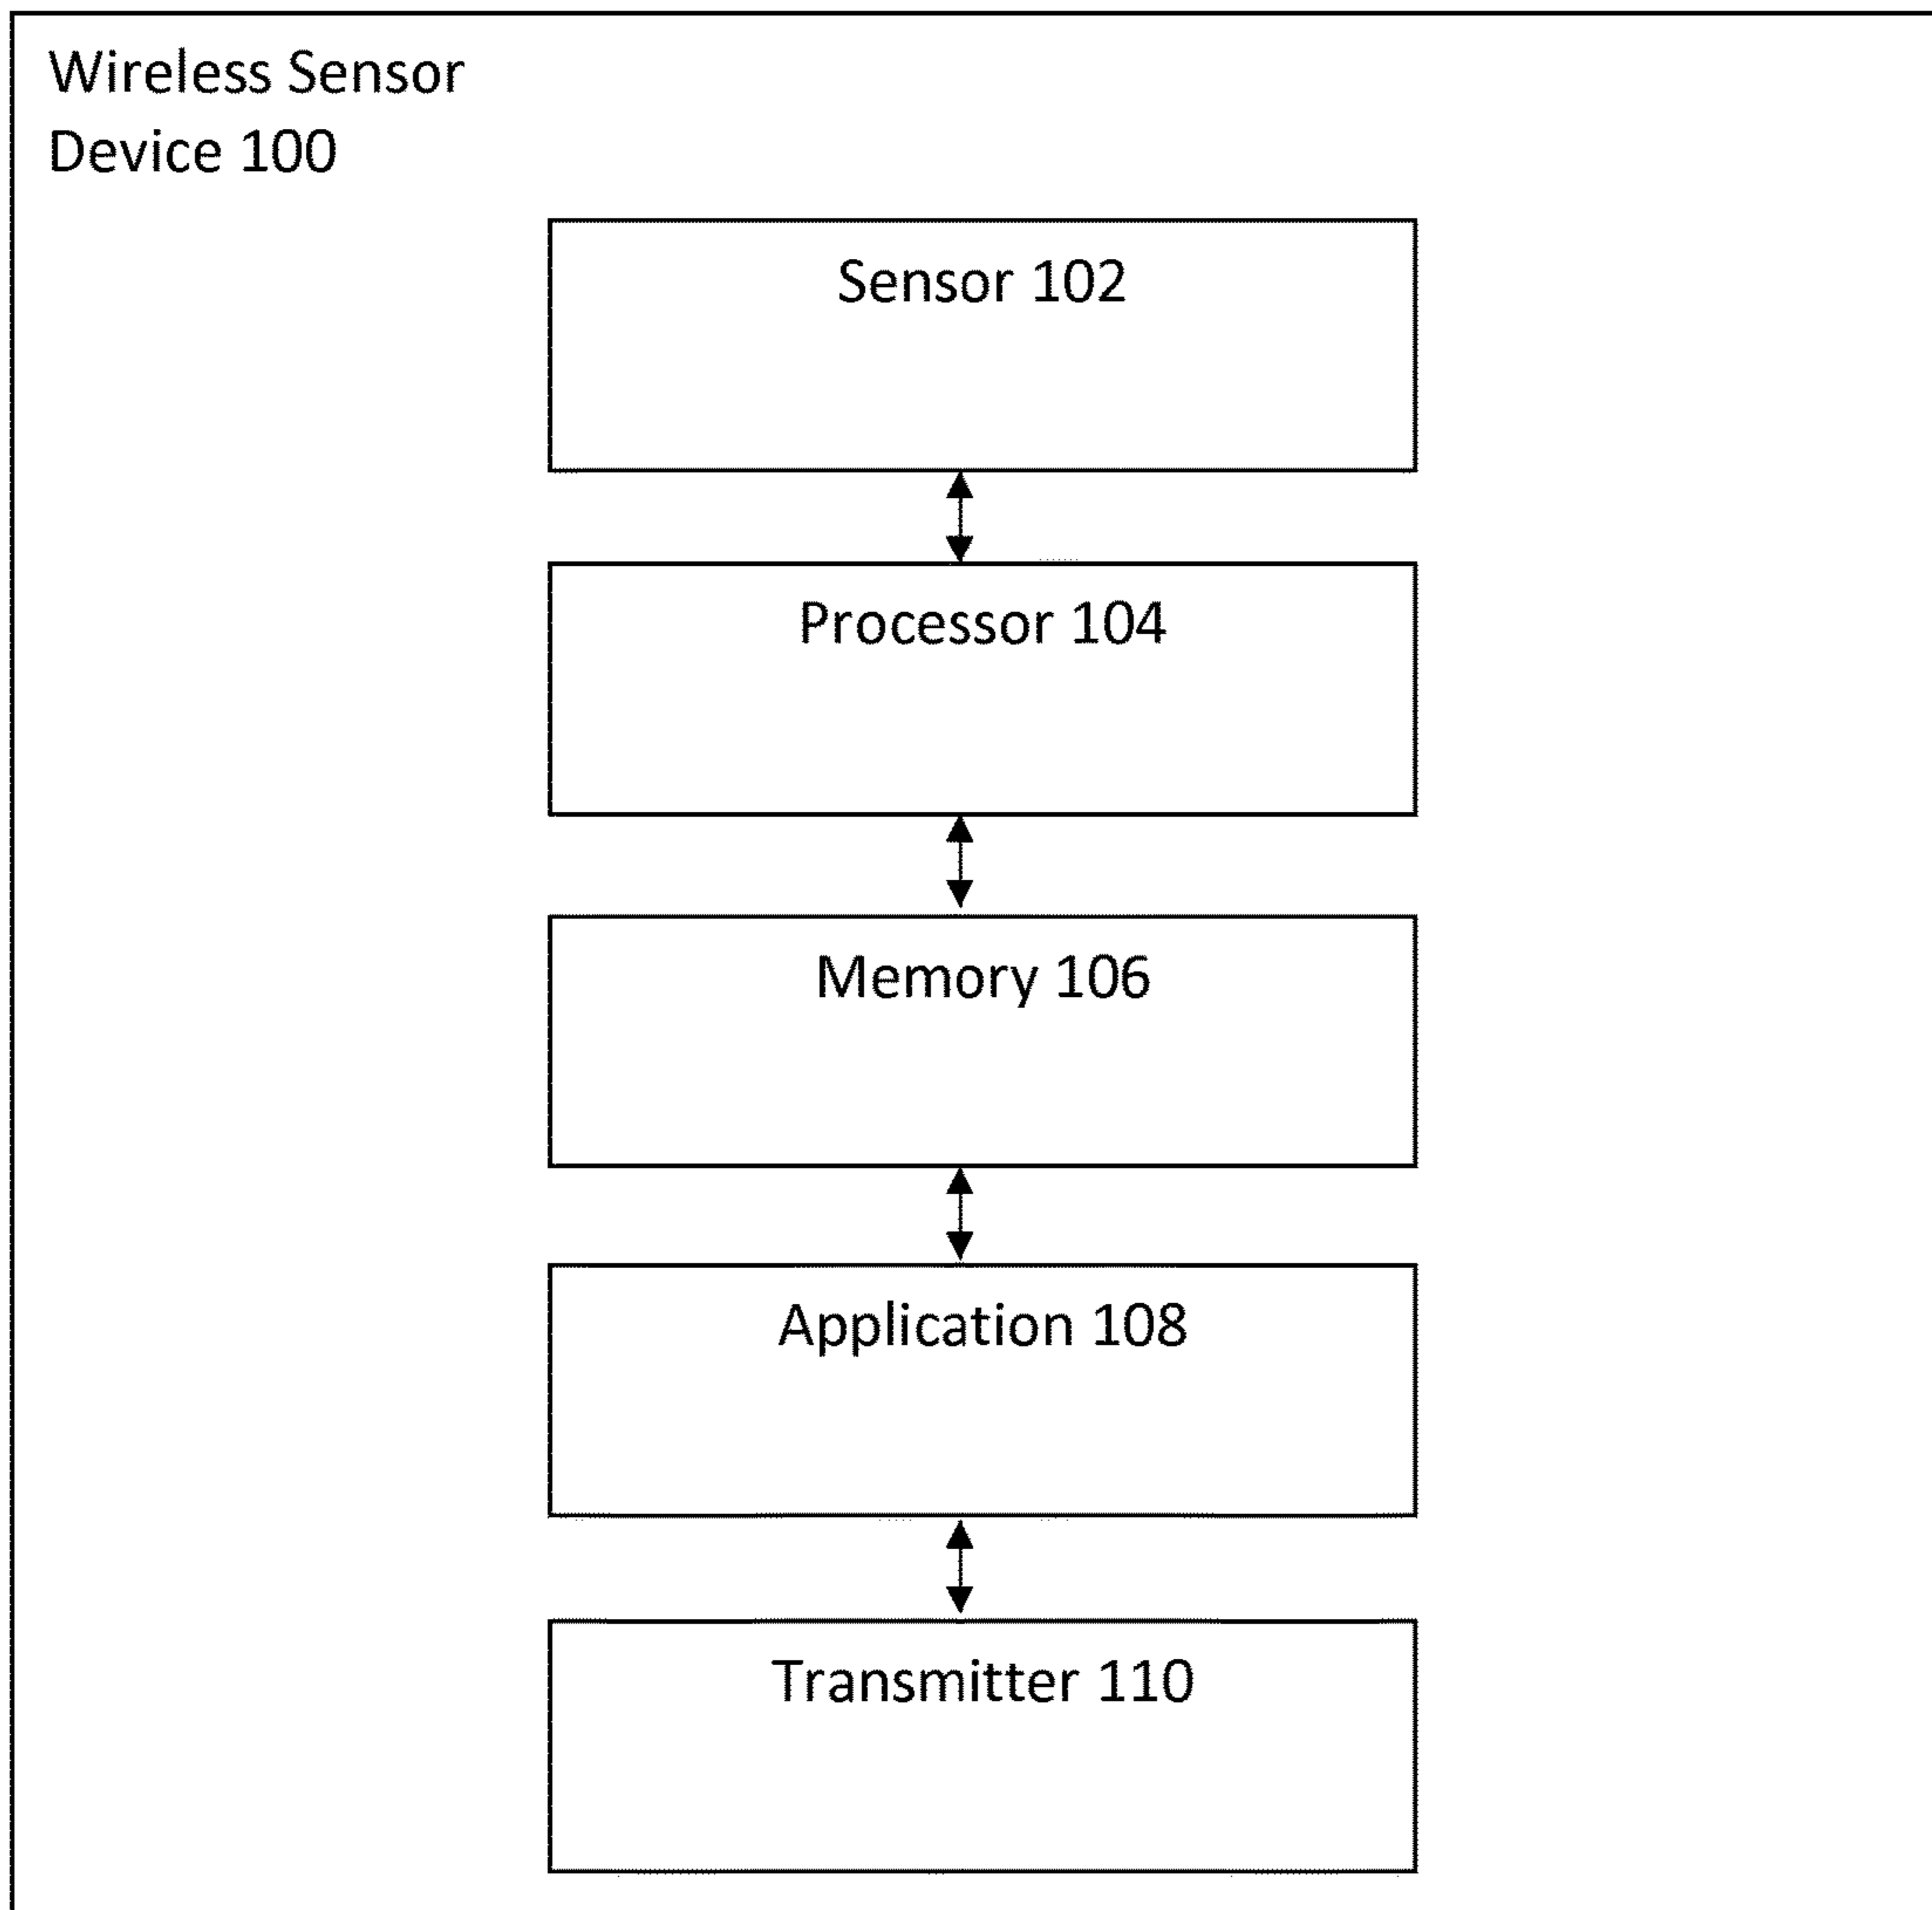 Wireless Sensor
Device 100
Sensor 102
Processor 104
Memory 106
Application 108
Transmitter 110